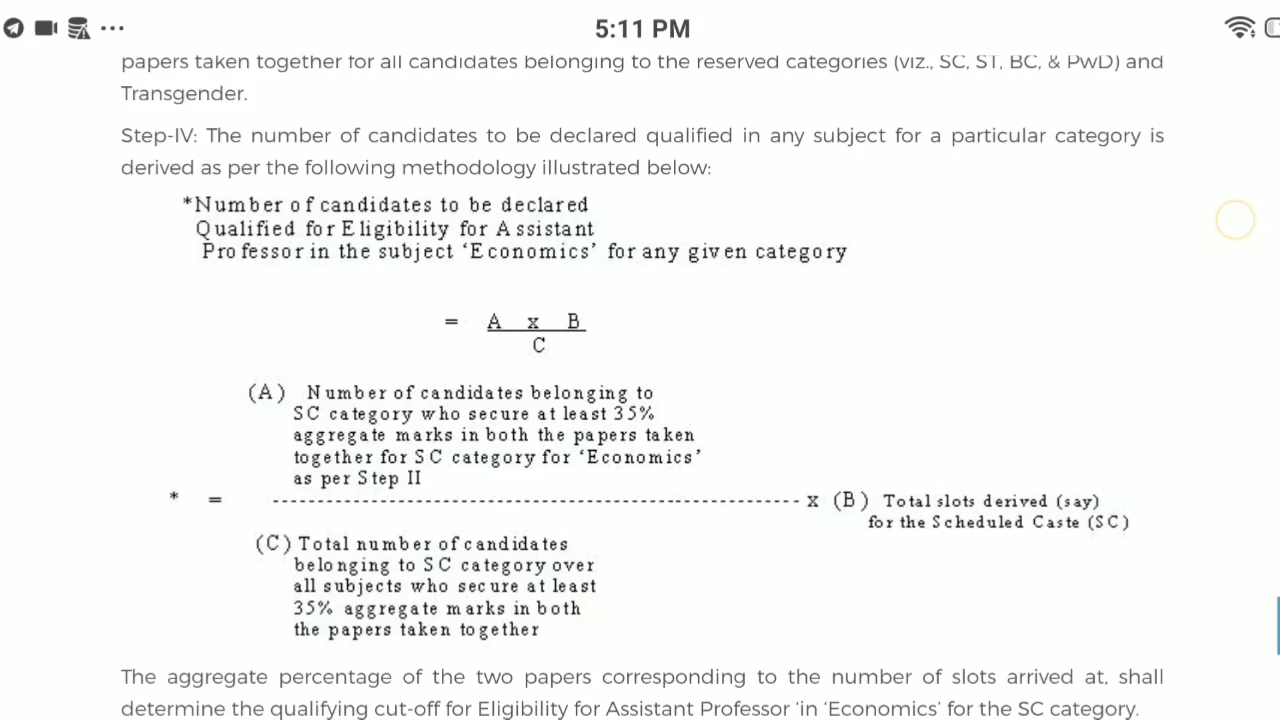 5:11 PM
papers taken together for all candidates belonging to the reserved categories (viz., SC, ST, BC, & PwD) and
Transgender.
Step-IV: The number of candidates to be declared qualified in any subject for a particular category is
derived as per the following methodology illustrated below:
*Number of candidates to be declared
Qualified for Eligibility for Assistant
Professor in the subject ‘Economics’ for any given category
= A x B
C
(A) Number of candidates belonging to
SC category who secure at least 35%
aggregate marks in both the papers taken
together for SC category for ‘Economics’
as per Step II
* = ------------------------------------------------------------ x (B) Total slots derived (say)
for the Scheduled Caste (SC)
(C) Total number of candidates
belonging to SC category over
all subjects who secure at least
35% aggregate marks in both
the papers taken together
The aggregate percentage of the two papers corresponding to the number of slots arrived at, shall
determine the qualifying cut-off for Eligibility for Assistant Professor ‘in ‘Economics’ for the SC category.